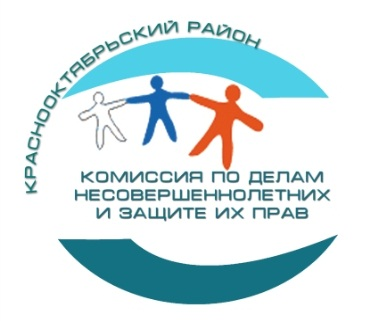 КРАСНООКТЯБРЬСКИЙ РАЙОН
КОМИССИЯ ПО ДЕЛАМ
НЕСОВЕРШЕННОЛЕТНИХ
И ЗАЩИТЕ ИХ ПРАВ